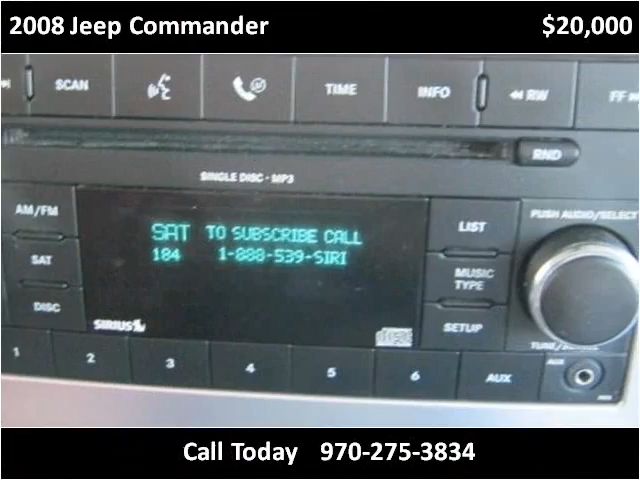 2008 Jeep Commander $20,000
SCAN TIME INFO RW FF
RND
SINGLE DISC - MP3
AM/FM LIST PUSH AUDIO/SELECT
SAT TO SUBSCRIBE CALL
184 1-888-539-SIRI
SAT MUSIC TYPE
DISC SETUP
SIRIUS
1 2 3 4 5 6 AUX AUX
Call Today 970-275-3834